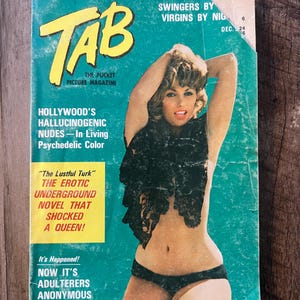 SWINGERS BY
VIRGINS BY NIG
DEC.
TAB
THE POCKET
PICTURE MAGAZINE
HOLLYWOOD'S
HALLUCINOGENIC
NUDES—In Living
Psychedelic Color
"The Lustful Turk"
THE EROTIC
UNDERGROUND
NOVEL THAT
SHOCKED
A QUEEN!
It's Happened!
NOW IT'S
ADULTERERS
ANONYMOUS